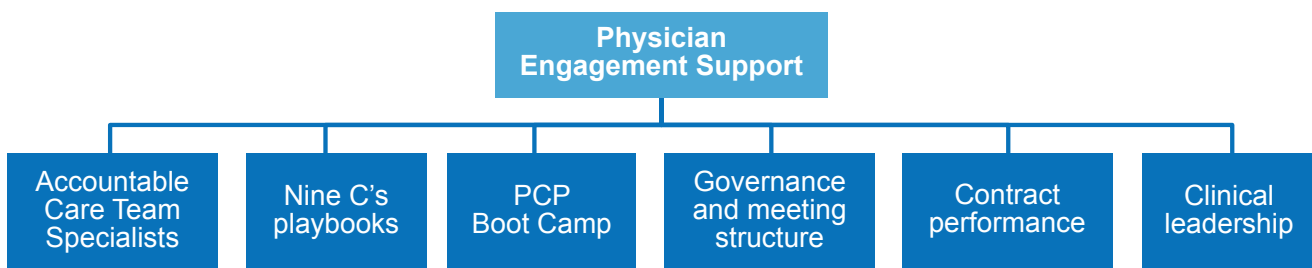 Physician
Engagement Support
Accountable
Care Team
Specialists
Nine C’s
playbooks
PCP
Boot Camp
Governance
and meeting
structure
Contract
performance
Clinical
leadership